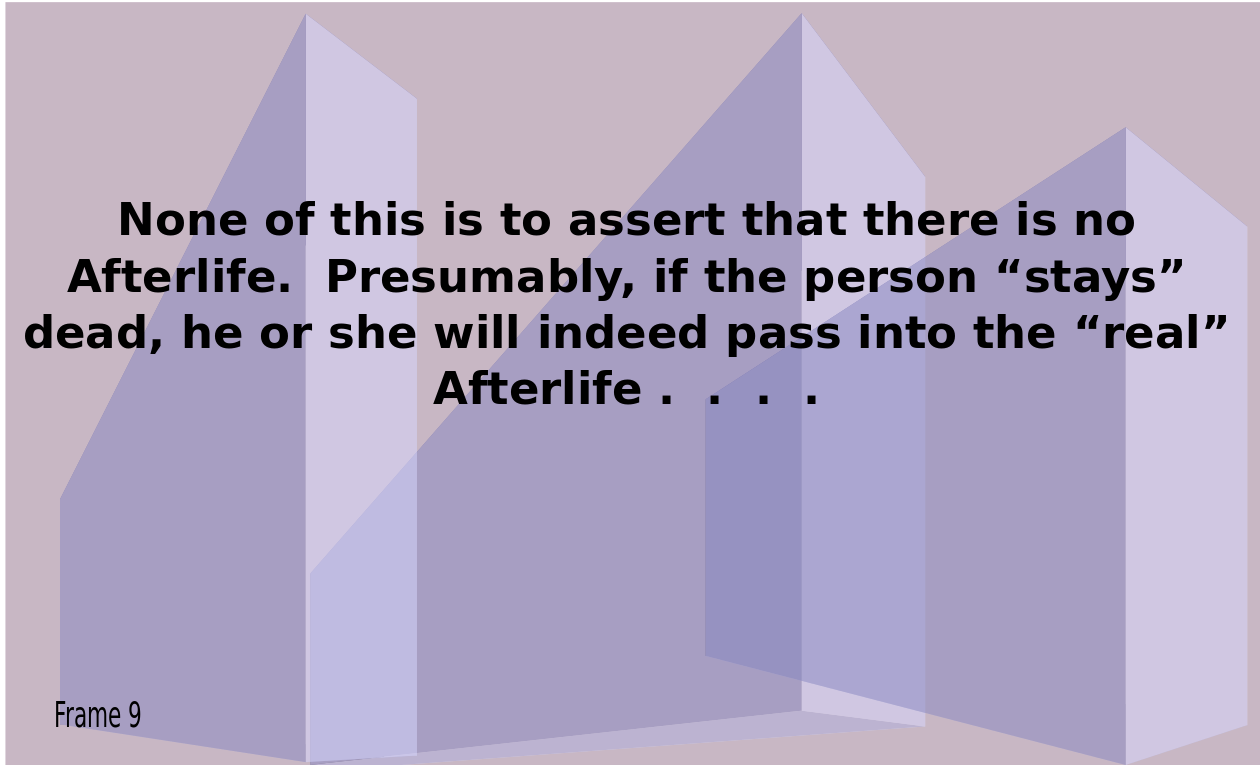 None of this is to assert that there is no
Afterlife.  Presumably, if the person “stays”
dead, he or she will indeed pass into the “real”
Afterlife .  .  .  .
Frame 9